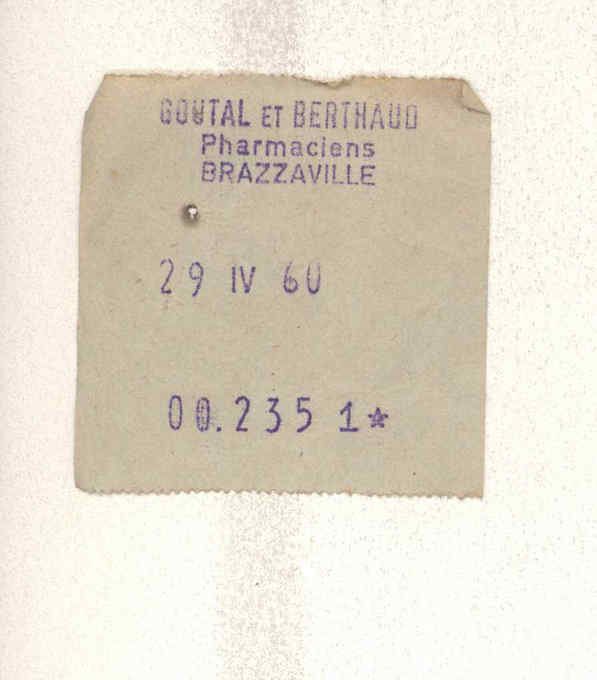 GOUTAL ET BERTHAUD
Pharmaciens
BRAZZAVILLE
29 IV 60
00.235 1*